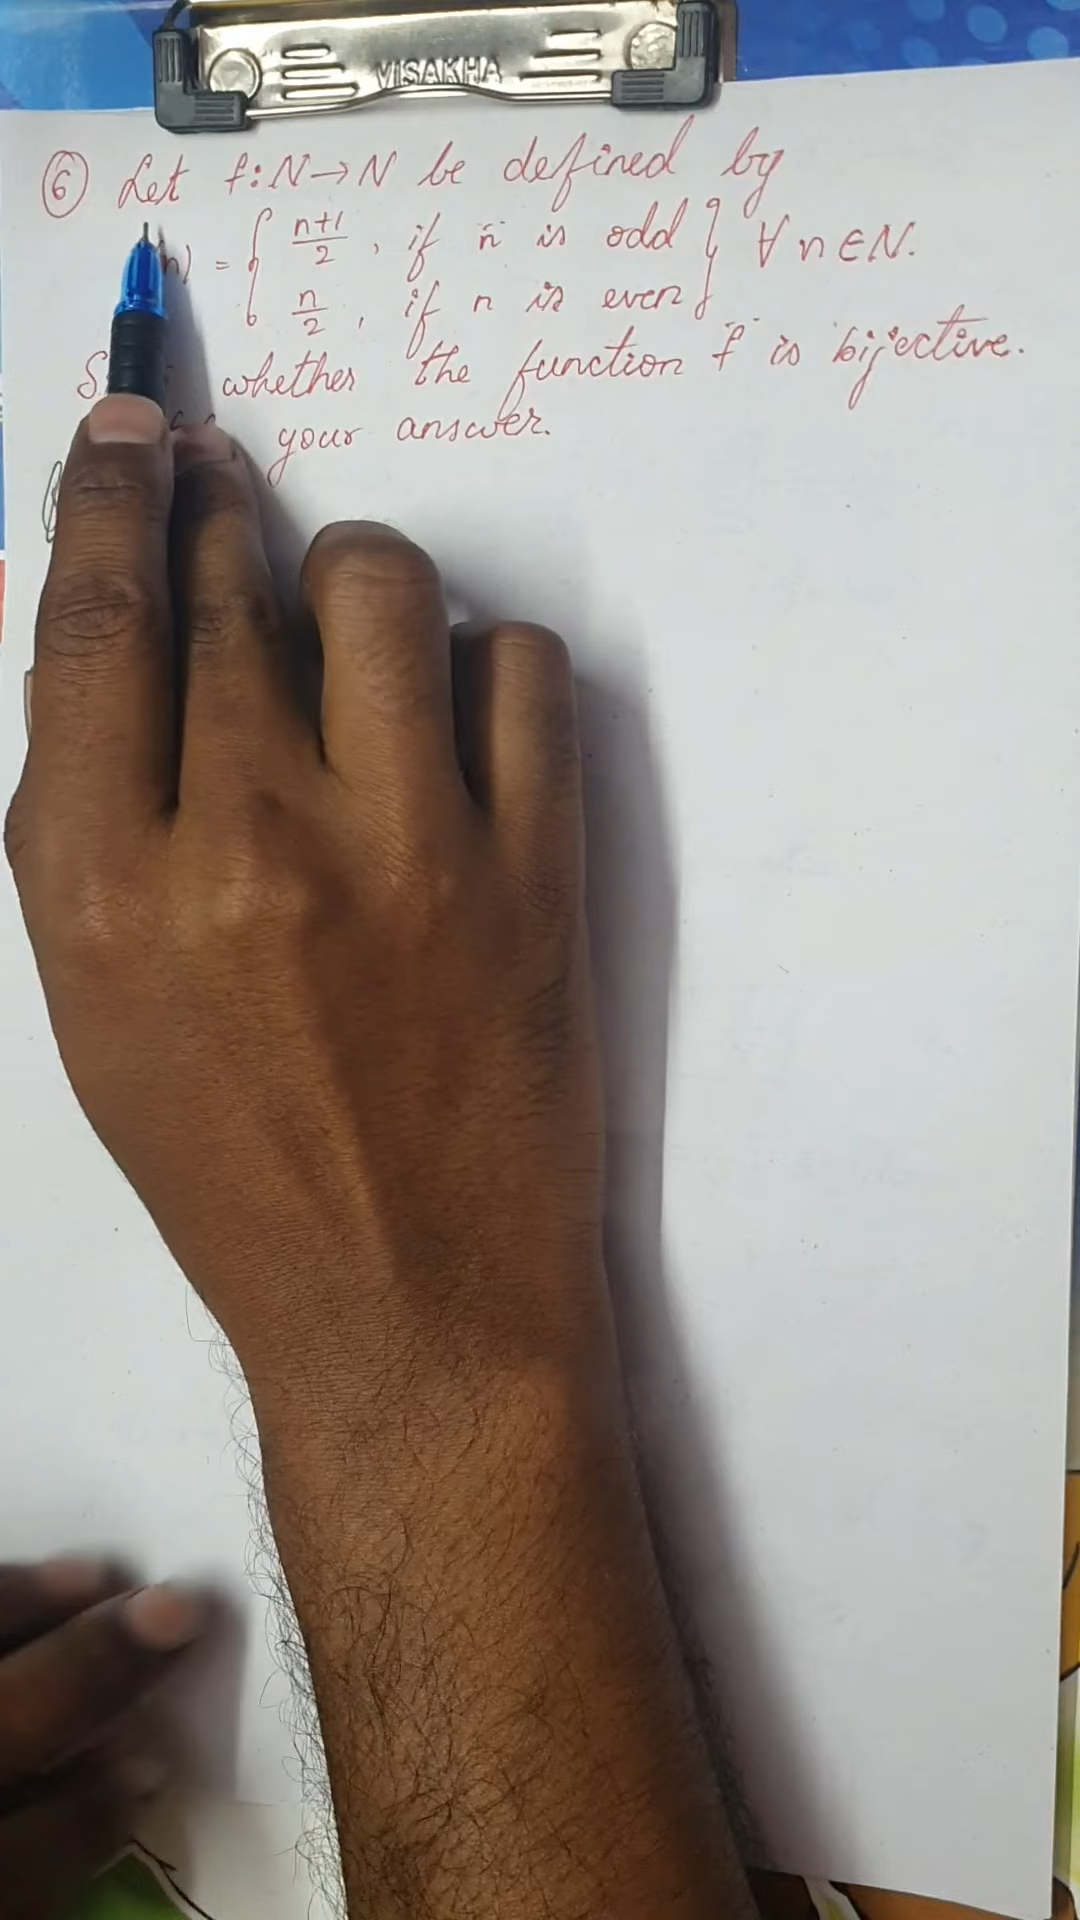 VISAKHA
⑥ Let f:N→N be defined by
n) = { n+1/2 , if n is odd } ∀ n ∈ N.
n/2 , if n is even
whether the function f is bijective.
your answer.